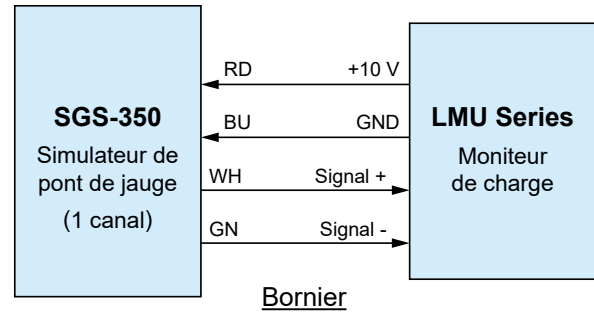 SGS-350
Simulateur de
pont de jauge
(1 canal)
RD +10 V
BU GND
WH Signal +
GN Signal -
LMU Series
Moniteur
de charge
Bornier